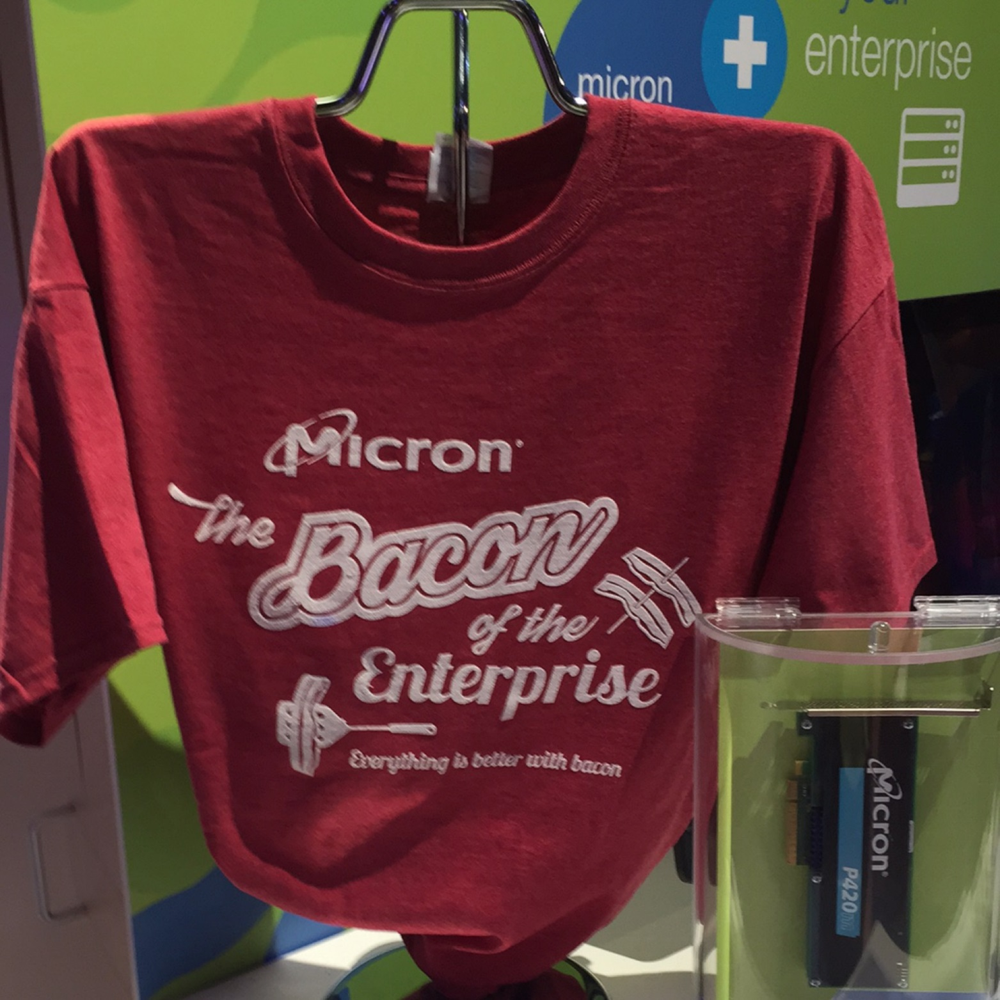 micron
enterprise
Micron
the Bacon
of the
Enterprise
Everything is better with bacon
Micron
P420m